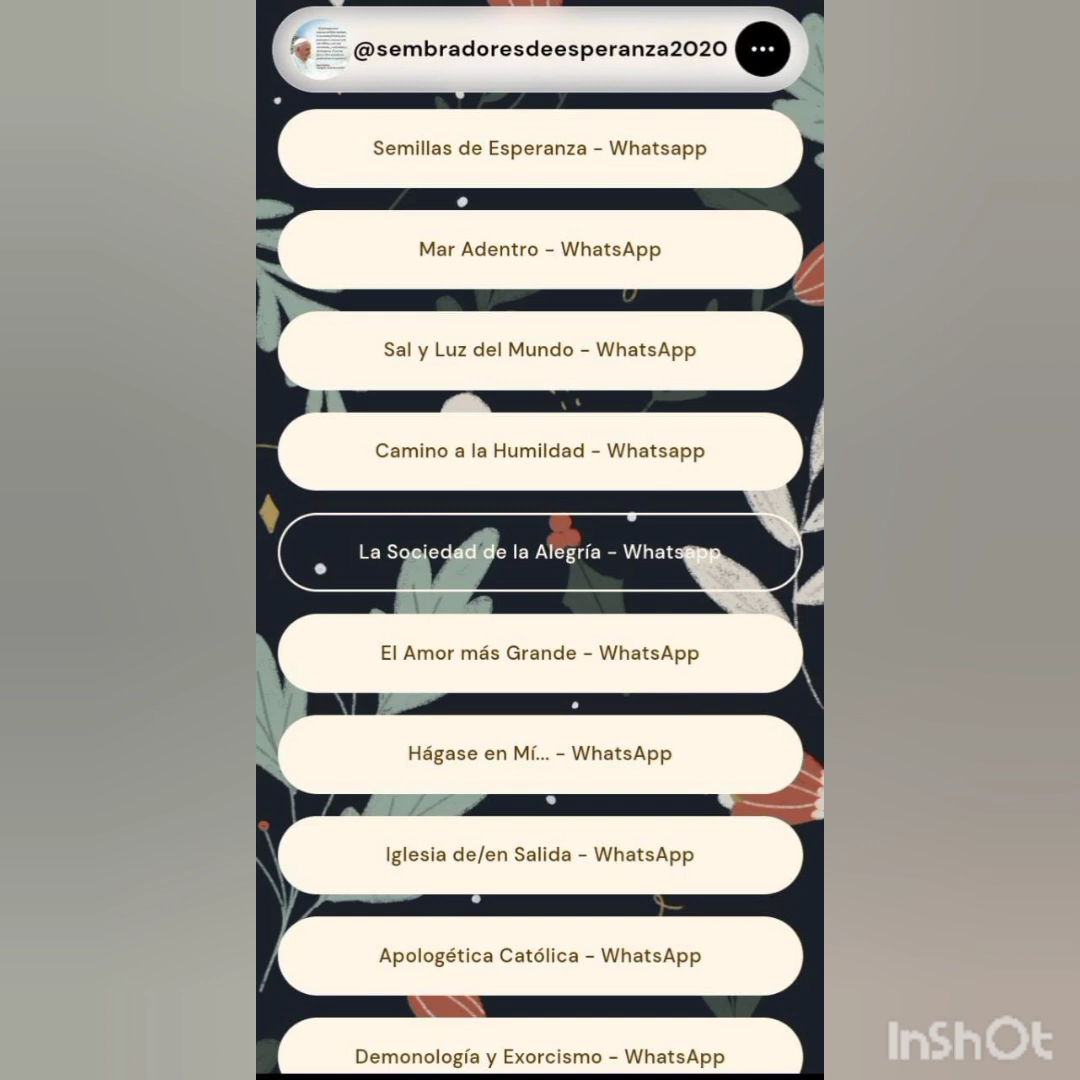 @sembradoresdeesperanza2020
Semillas de Esperanza - Whatsapp
Mar Adentro - WhatsApp
Sal y Luz del Mundo - WhatsApp
Camino a la Humildad - Whatsapp
La Sociedad de la Alegría - Whatsapp
El Amor más Grande - WhatsApp
Hágase en Mí... - WhatsApp
Iglesia de/en Salida - WhatsApp
Apologética Católica - WhatsApp
Demonología y Exorcismo - WhatsApp
InShOt